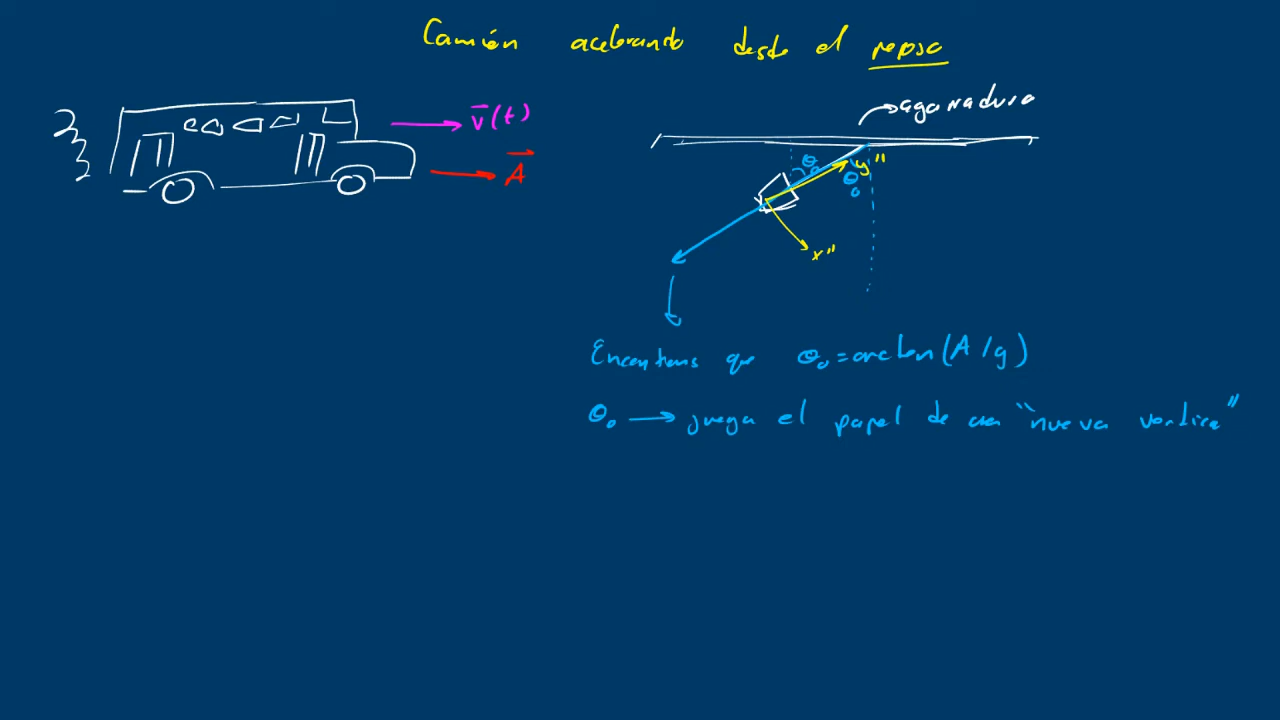 Camión acelerando desde el reposo
v(t)
A
agarradura
θ₀
y"
θ₀
x"
Encontramos que θ₀ = arctan(A/g)
θ₀ → juega el papel de una "nueva vertical"